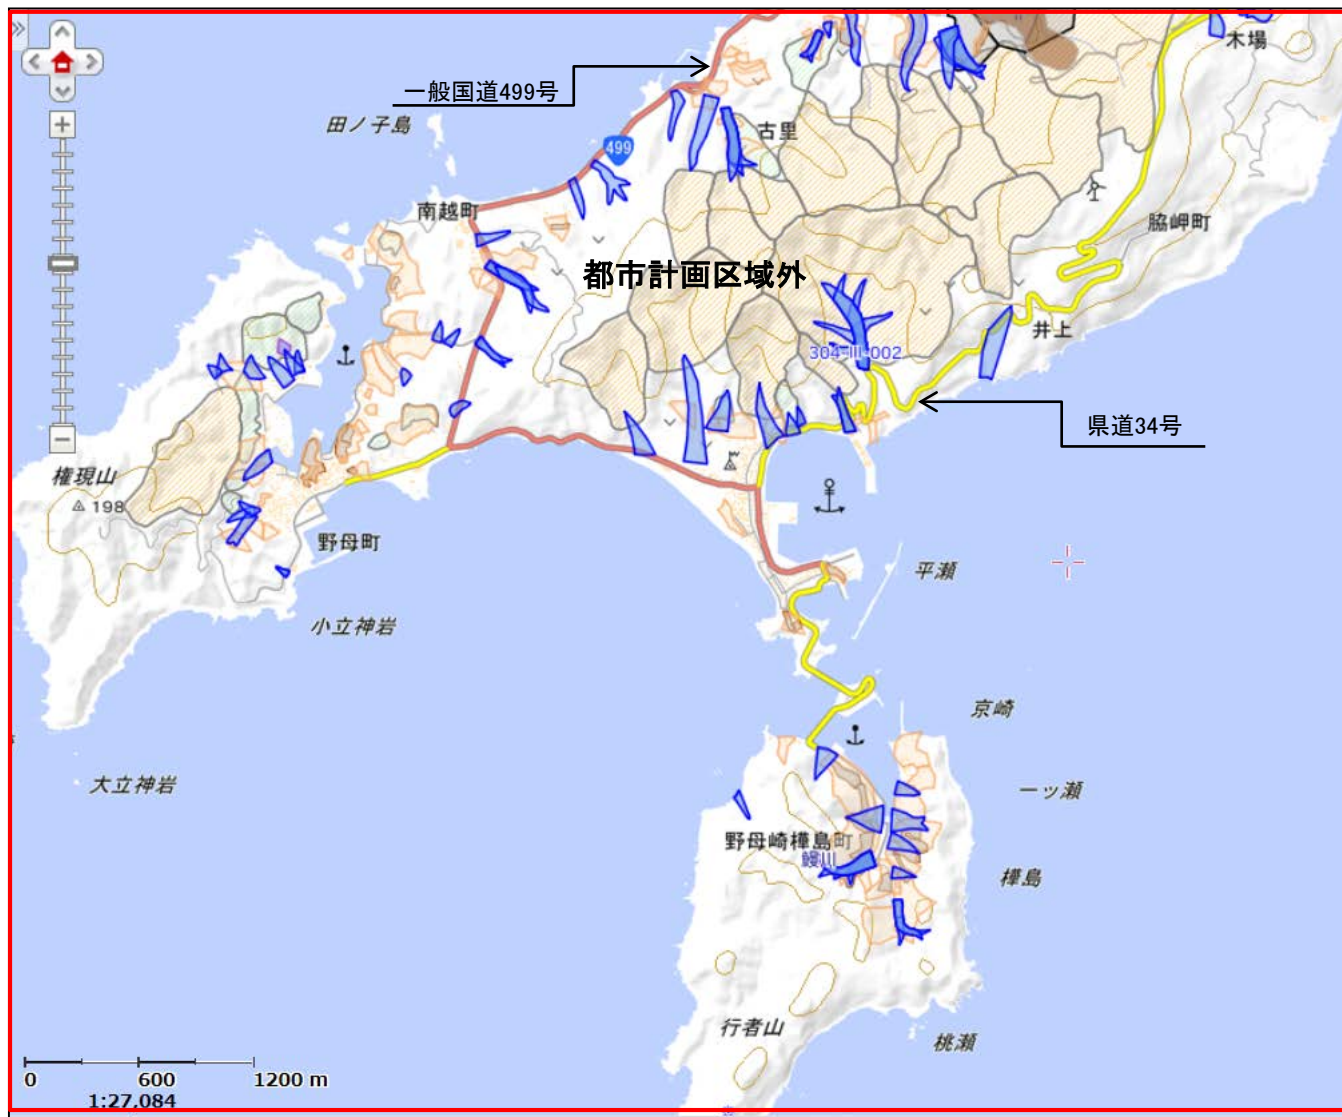 木場
一般国道499号
田ノ子島
古里
499
南越町
脇岬町
都市計画区域外
井上
304-III-002
県道34号
権現山
198
野母町
平瀬
小立神岩
京崎
大立神岩
一ッ瀬
野母崎樺島町
鰻川
樺島
行者山
桃瀬
0 600 1200 m
1:27,084